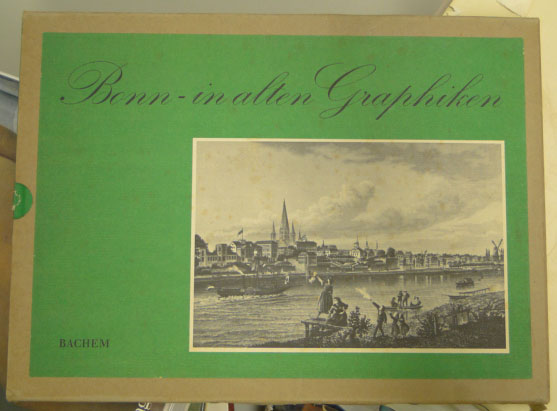 Bonn - in alten Graphiken
BACHEM